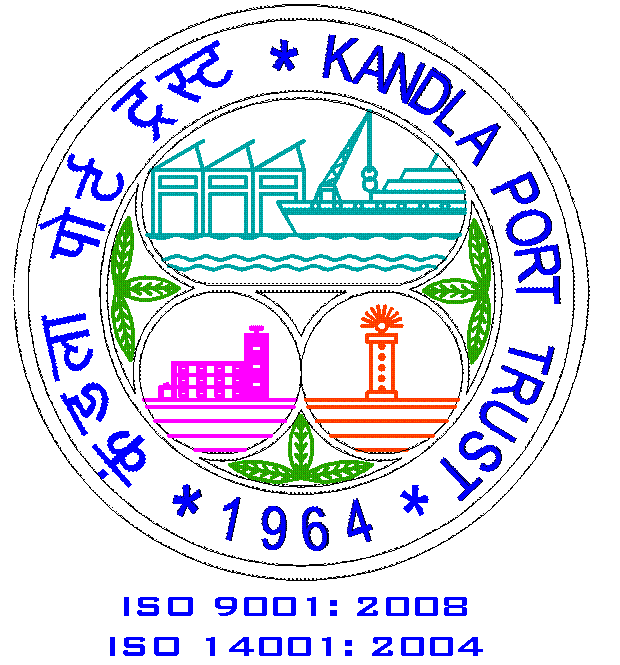 कंडला पोर्ट ट्रस्ट * KANDLA PORT TRUST
* 1964 *
ISO 9001: 2008
ISO 14001: 2004